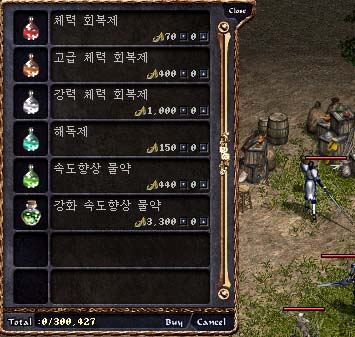 Close
체력 회복제
70 0
고급 체력 회복제
400 0
강력 체력 회복제
1,000 0
해독제
150 0
속도향상 물약
440 0
강화 속도향상 물약
3,300 0
Total :0/300,427 Buy Cancel